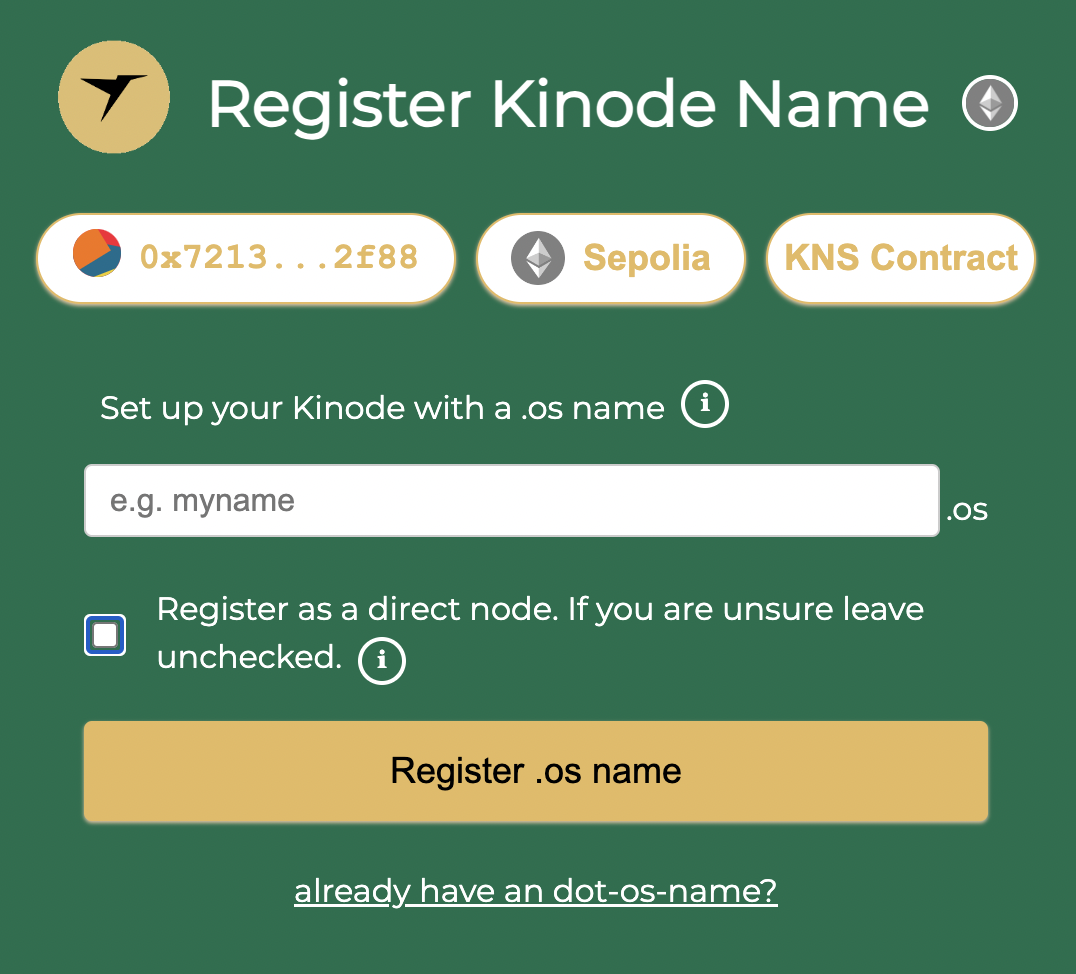 Register Kinode Name
0x7213...2f88
Sepolia
KNS Contract
Set up your Kinode with a .os name
e.g. myname
.os
Register as a direct node. If you are unsure leave
unchecked.
Register .os name
already have an dot-os-name?